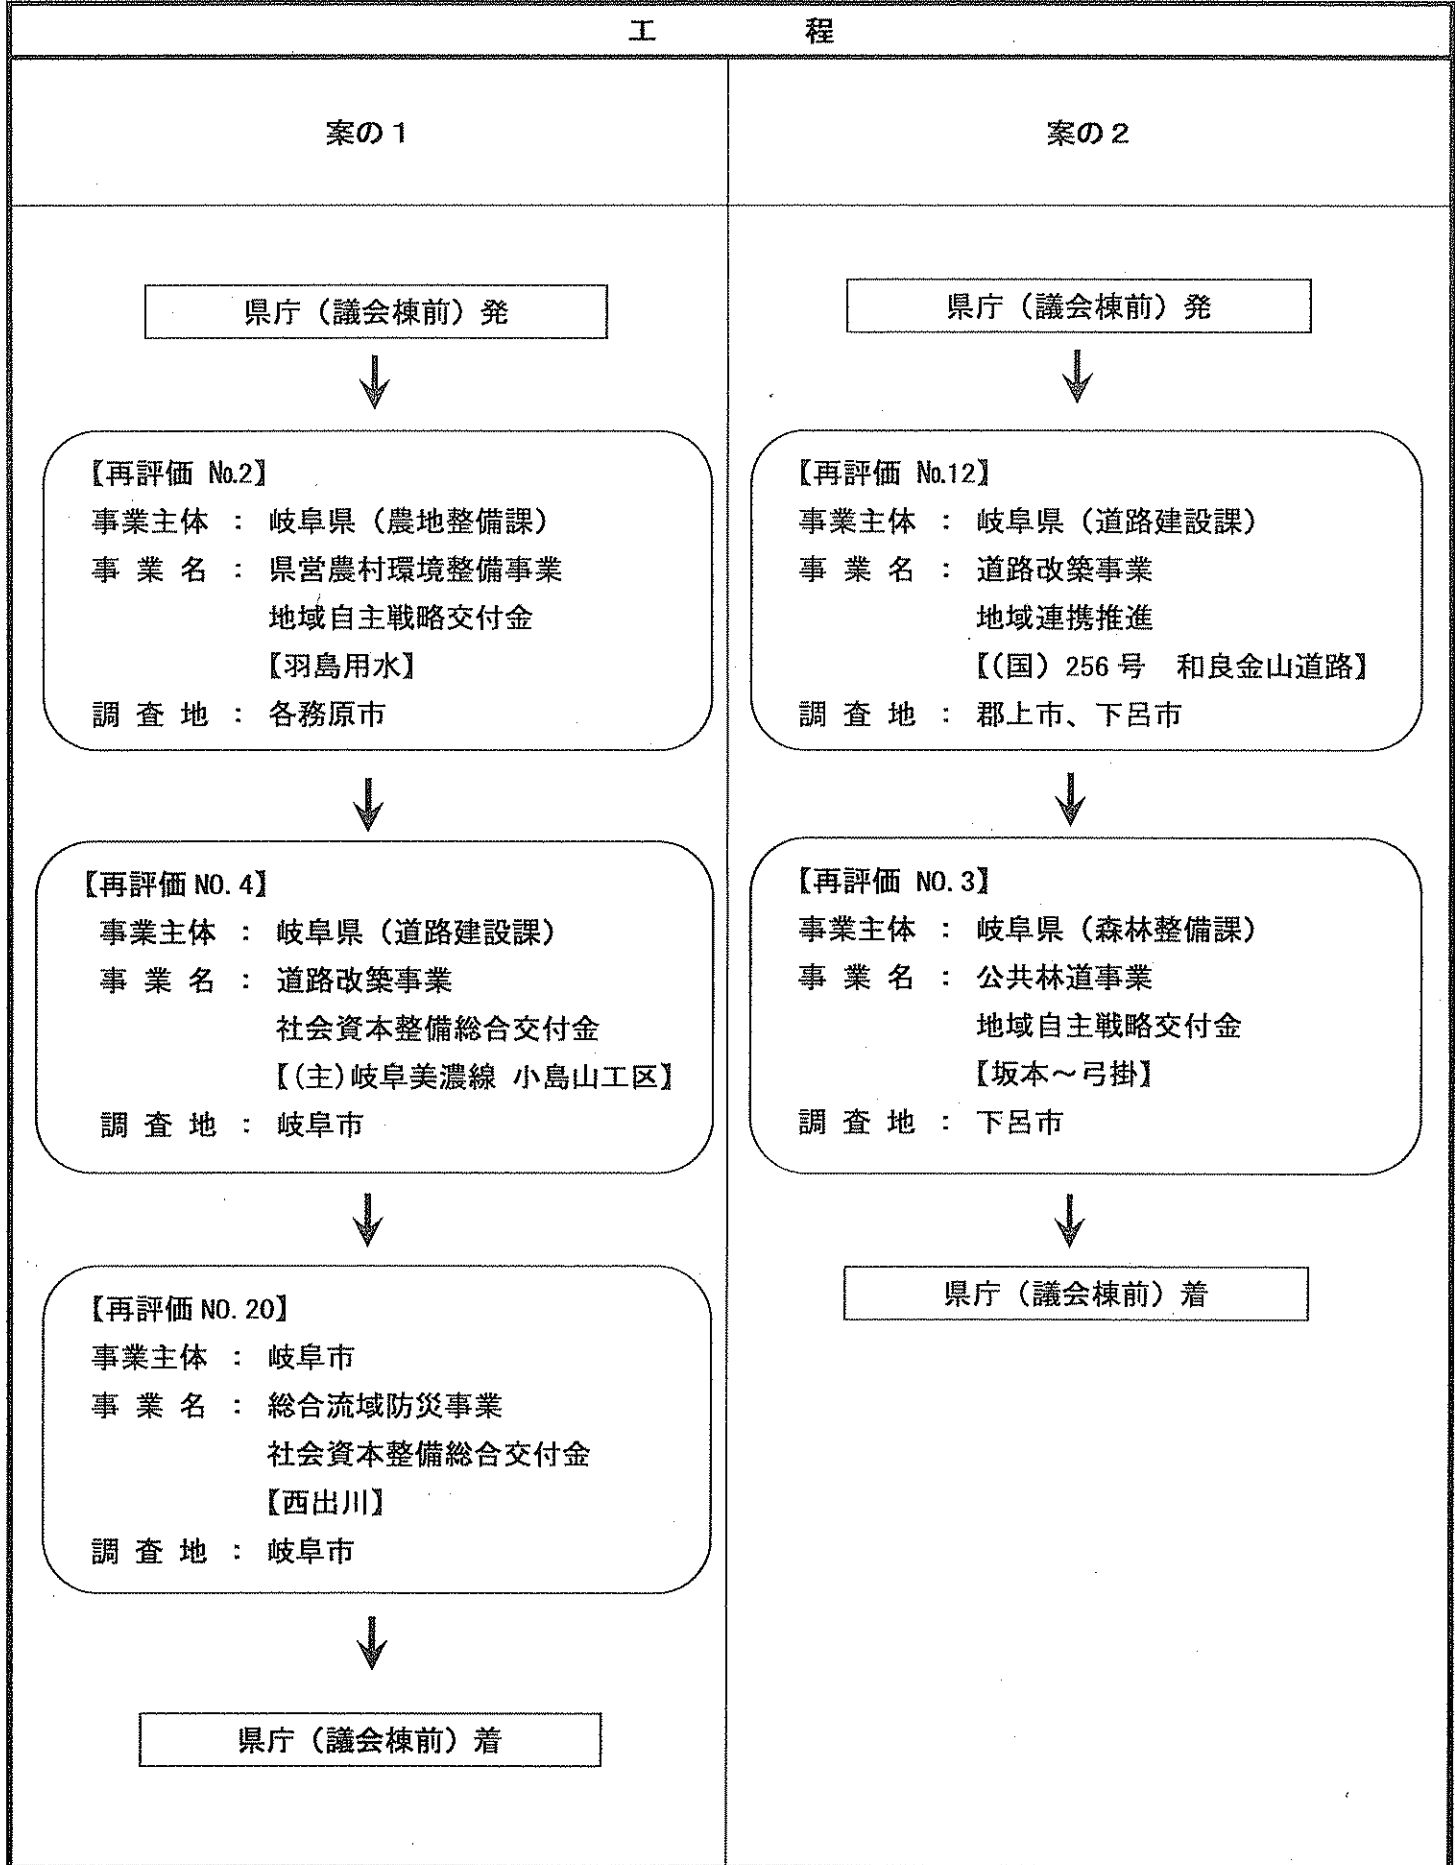 工程
案の1
県庁（議会棟前）発
【再評価 No.2】
事業主体 ： 岐阜県（農地整備課）
事 業 名 ： 県営農村環境整備事業
地域自主戦略交付金
【羽島用水】
調 査 地 ： 各務原市
【再評価 NO. 4】
事業主体 ： 岐阜県（道路建設課）
事 業 名 ： 道路改築事業
社会資本整備総合交付金
【(主)岐阜美濃線 小島山工区】
調 査 地 ： 岐阜市
【再評価 NO. 20】
事業主体 ： 岐阜市
事 業 名 ： 総合流域防災事業
社会資本整備総合交付金
【西出川】
調 査 地 ： 岐阜市
県庁（議会棟前）着
案の2
県庁（議会棟前）発
【再評価 No.12】
事業主体 ： 岐阜県（道路建設課）
事 業 名 ： 道路改築事業
地域連携推進
【(国) 256 号　和良金山道路】
調 査 地 ： 郡上市、下呂市
【再評価 NO. 3】
事業主体 ： 岐阜県（森林整備課）
事 業 名 ： 公共林道事業
地域自主戦略交付金
【坂本～弓掛】
調 査 地 ： 下呂市
県庁（議会棟前）着